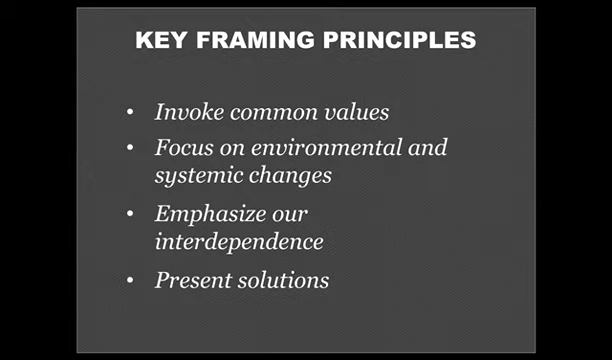 KEY FRAMING PRINCIPLES
• Invoke common values
• Focus on environmental and
systemic changes
• Emphasize our
interdependence
• Present solutions